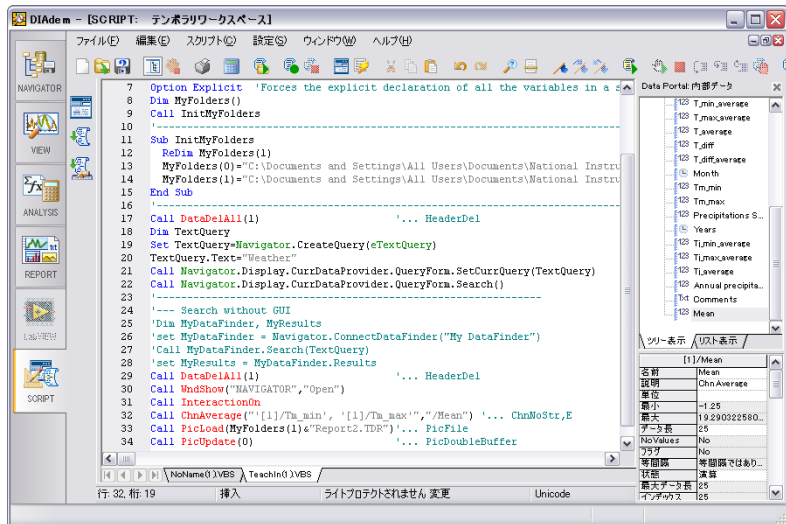 DIAdem - [SCRIPT: テンポラリワークスペース]
ファイル(F) 編集(E) スクリプト(C) 設定(S) ウィンドウ(W) ヘルプ(H)
NAVIGATOR
VIEW
ANALYSIS
REPORT
LabVIEW
SCRIPT
7 Option Explicit 'Forces the explicit declaration of all the variables in a s
8 Dim MyFolders()
9 Call InitMyFolders
10 '-------------------------------------------------------------------------------
11 Sub InitMyFolders
12 ReDim MyFolders(1)
13 MyFolders(0)="C:\Documents and Settings\All Users\Documents\National Instru
14 MyFolders(1)="C:\Documents and Settings\All Users\Documents\National Instru
15 End Sub
16 '-------------------------------------------------------------------------------
17 Call DataDelAll(1) '... HeaderDel
18 Dim TextQuery
19 Set TextQuery=Navigator.CreateQuery(eTextQuery)
20 TextQuery.Text="Weather"
21 Call Navigator.Display.CurrDataProvider.QueryForm.SetCurrQuery(TextQuery)
22 Call Navigator.Display.CurrDataProvider.QueryForm.Search()
23 '-----------------------------------------------------------
24 '--- Search without GUI
25 'Dim MyDataFinder, MyResults
26 'set MyDataFinder = Navigator.ConnectDataFinder("My DataFinder")
27 'Call MyDataFinder.Search(TextQuery)
28 'set MyResults = MyDataFinder.Results
29 Call DataDelAll(1) '... HeaderDel
30 Call WndShow("NAVIGATOR","Open")
31 Call InteractionOn
32 Call ChnAverage("'[1]/Tm_min', '[1]/Tm_max'","/Mean") '... ChnNoStr,E
33 Call PicLoad(MyFolders(1)&"Report2.TDR")'... PicFile
34 Call PicUpdate(0) '... PicDoubleBuffer
NoName(1).VBS TeachIn(1).VBS
行: 32, 桁: 19 挿入 ライトプロテクトされません 変更 Unicode
Data Portal: 内部データ
T_min_average
T_max_average
T_average
T_diff
T_diff_average
Month
Tm_min
Tm_max
Precipitations S...
Years
Tj_min_average
Tj_max_average
Tj_average
Annual precipita...
Comments
Mean
ツリー表示 リスト表示
[1]/Mean
名前 Mean
説明 ChnAverage
単位
最小 -1.25
最大 19.290322580...
データ長 25
NoValues No
フラグ No
等間隔 等間隔ではあり...
状態 演算
最大データ長 25
インデックス 25